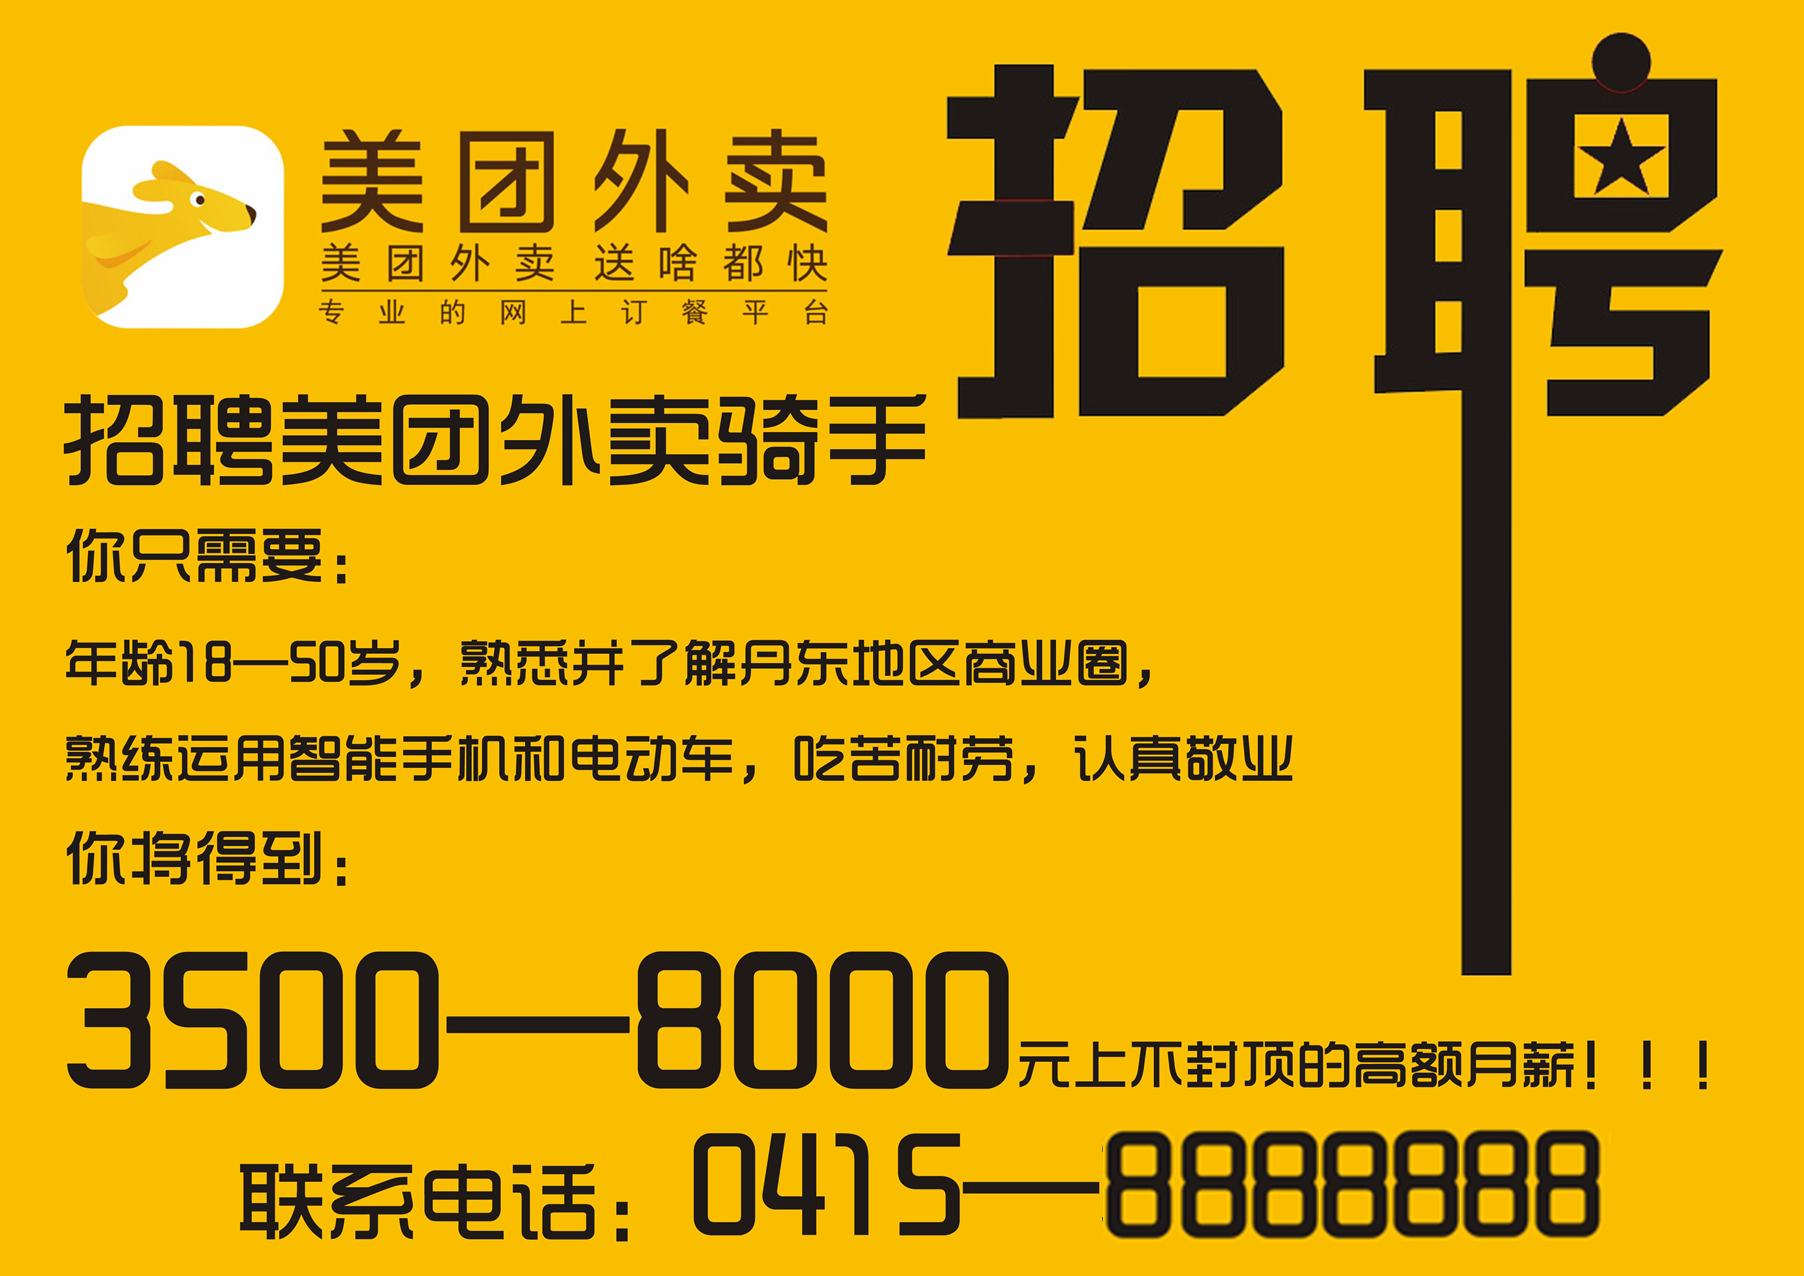 招聘
美团外卖
美团外卖 送啥都快
专业的网上订餐平台
招聘美团外卖骑手
你只需要：
年龄18—50岁，熟悉并了解丹东地区商业圈，
熟练运用智能手机和电动车，吃苦耐劳，认真敬业
你将得到：
3500—8000元上不封顶的高额月薪！！！
联系电话：0415—8888888